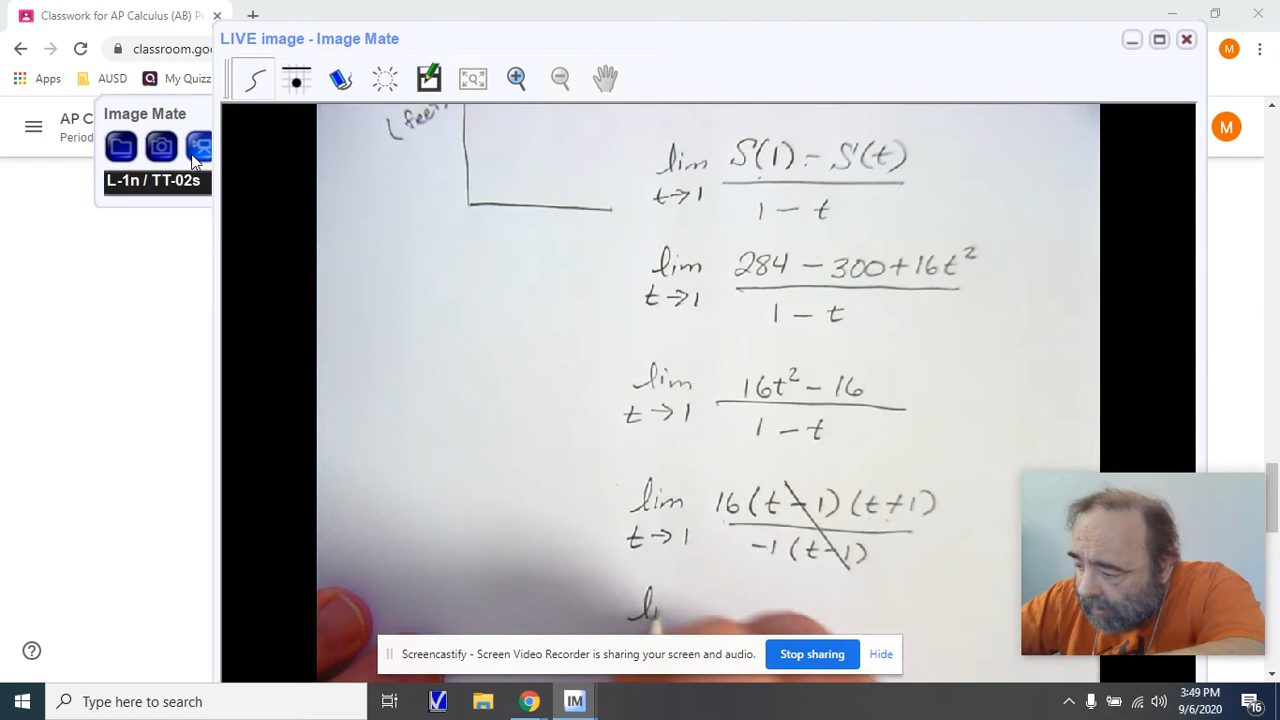 Classwork for AP Calculus (AB) P
classroom.goo
Apps AUSD My Quizz
LIVE image - Image Mate
AP C
Period
Image Mate
L-1n / TT-02s
(feet)
lim t→1 S(1) - S(t) / 1 - t
lim t→1 284 - 300 + 16t² / 1 - t
lim t→1 16t² - 16 / 1 - t
lim t→1 16(t-1)(t+1) / -1(t-1)
li
Screencastify - Screen Video Recorder is sharing your screen and audio.
Stop sharing
Hide
M
M
Type here to search
IM
3:49 PM
9/6/2020
16